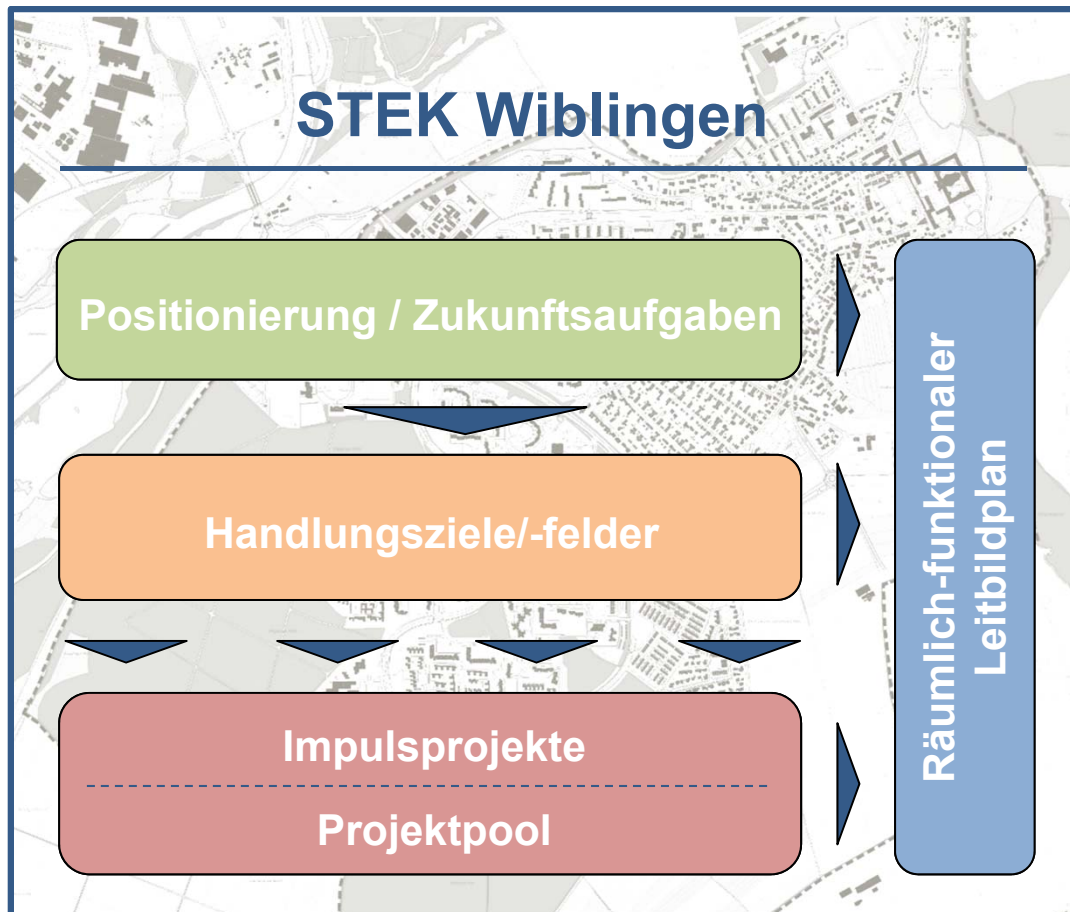 STEK Wiblingen
Positionierung / Zukunftsaufgaben
Handlungsziele/-felder
Impulsprojekte
Projektpool
Räumlich-funktionaler
Leitbildplan